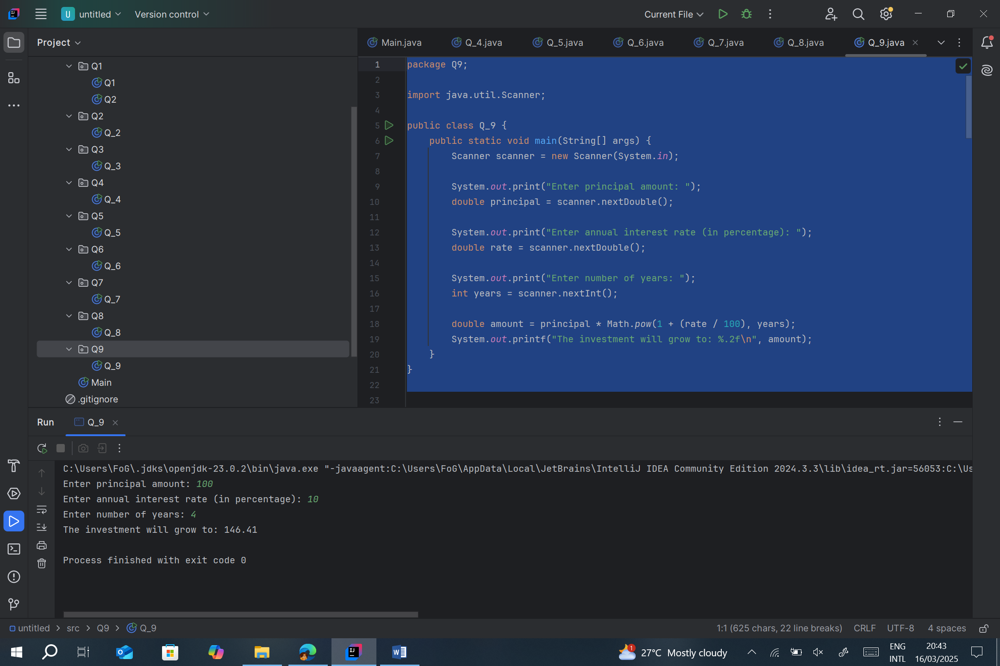 U untitled Version control Current File
Project
Main.java Q_4.java Q_5.java Q_6.java Q_7.java Q_8.java Q_9.java
Q1
Q1
Q2
Q2
Q_2
Q3
Q_3
Q4
Q_4
Q5
Q_5
Q6
Q_6
Q7
Q_7
Q8
Q_8
Q9
Q_9
Main
.gitignore
1 package Q9;
2
3 import java.util.Scanner;
4
5 public class Q_9 {
6 public static void main(String[] args) {
7 Scanner scanner = new Scanner(System.in);
8
9 System.out.print("Enter principal amount: ");
10 double principal = scanner.nextDouble();
11
12 System.out.print("Enter annual interest rate (in percentage): ");
13 double rate = scanner.nextDouble();
14
15 System.out.print("Enter number of years: ");
16 int years = scanner.nextInt();
17
18 double amount = principal * Math.pow(1 + (rate / 100), years);
19 System.out.printf("The investment will grow to: %.2f\n", amount);
20 }
21 }
22
23
Run Q_9
C:\Users\FoG\.jdks\openjdk-23.0.2\bin\java.exe "-javaagent:C:\Users\FoG\AppData\Local\JetBrains\IntelliJ IDEA Community Edition 2024.3.3\lib\idea_rt.jar=56053:C:\Us
Enter principal amount: 100
Enter annual interest rate (in percentage): 10
Enter number of years: 4
The investment will grow to: 146.41
Process finished with exit code 0
untitled > src > Q9 > Q_9 1:1 (625 chars, 22 line breaks) CRLF UTF-8 4 spaces
1 27°C Mostly cloudy ENG INTL 20:43 16/03/2025